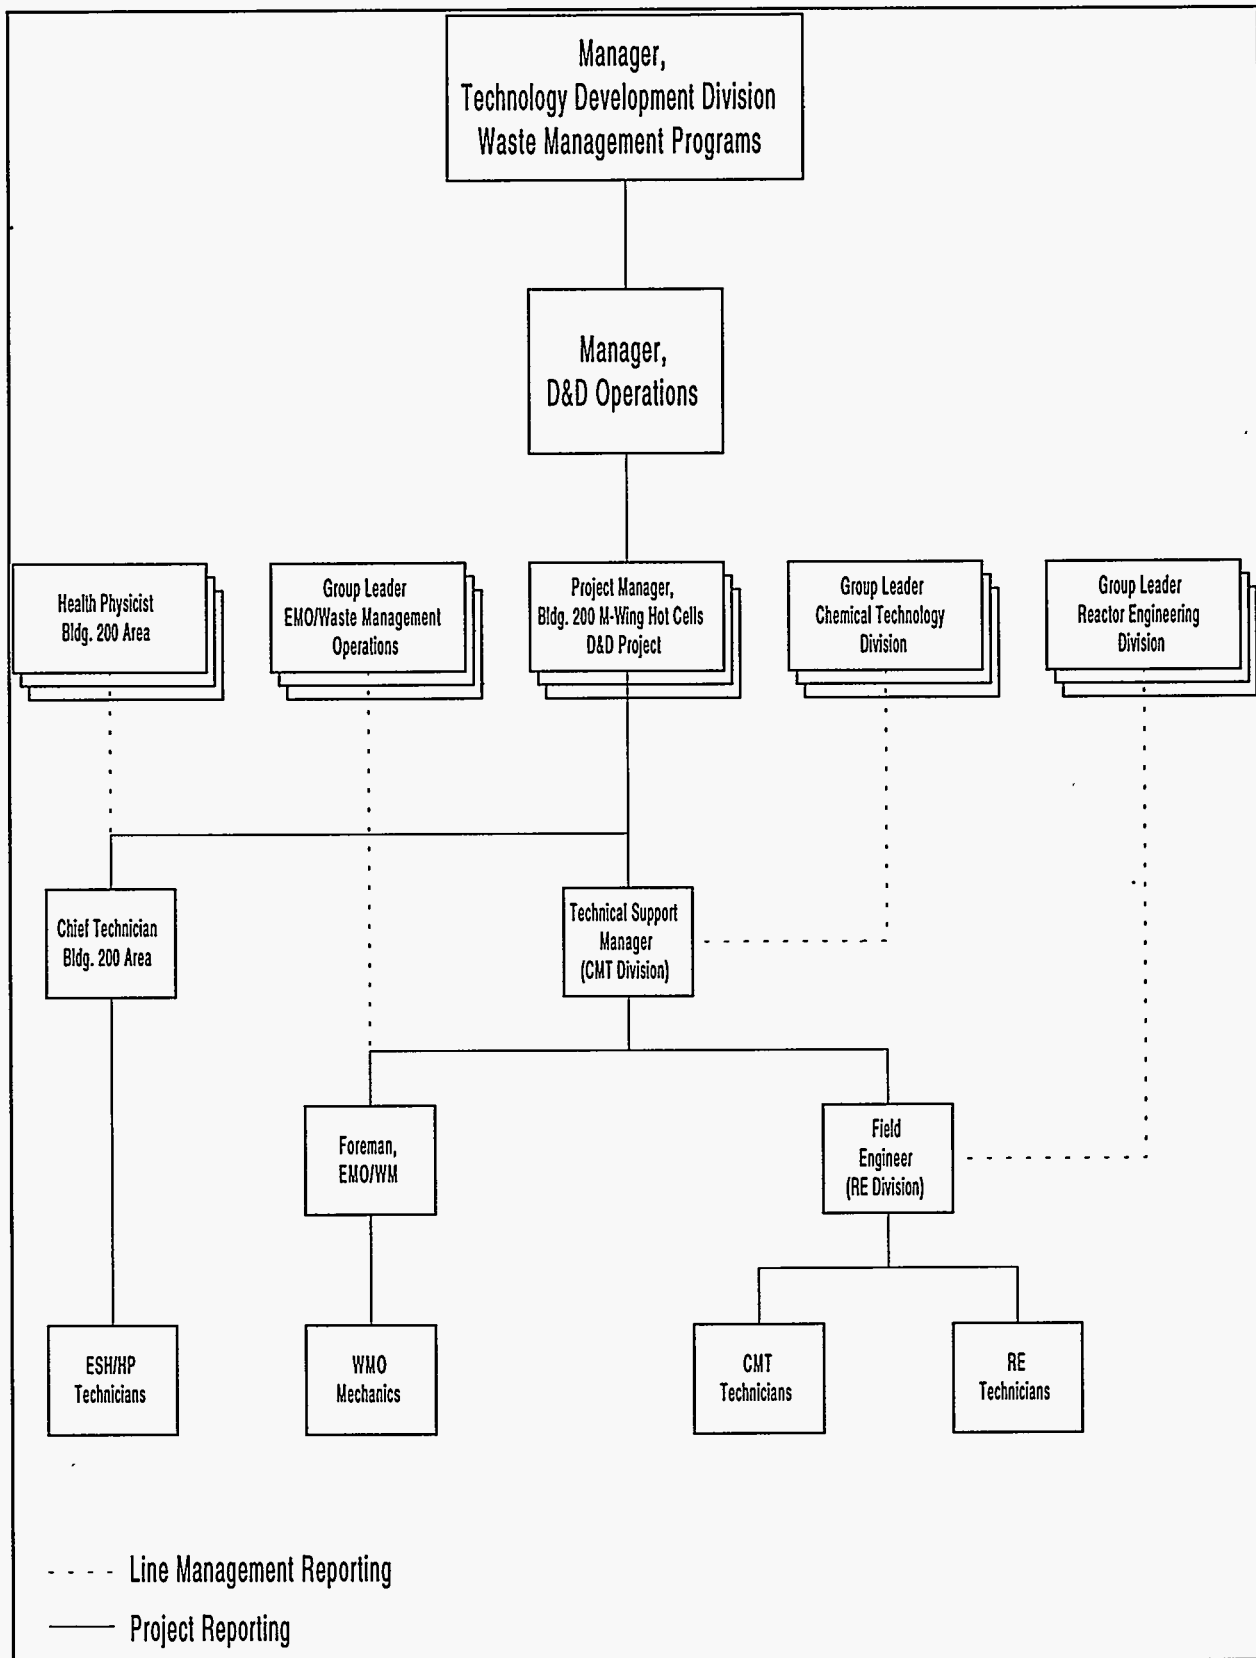 Manager,
Technology Development Division
Waste Management Programs
Manager,
D&D Operations
Health Physicist
Bldg. 200 Area
Group Leader
EMO/Waste Management
Operations
Project Manager,
Bldg. 200 M-Wing Hot Cells
D&D Project
Group Leader
Chemical Technology
Division
Group Leader
Reactor Engineering
Division
Chief Technician
Bldg. 200 Area
Technical Support
Manager
(CMT Division)
Foreman,
EMO/WM
Field
Engineer
(RE Division)
ESH/HP
Technicians
WMO
Mechanics
CMT
Technicians
RE
Technicians
Line Management Reporting
Project Reporting